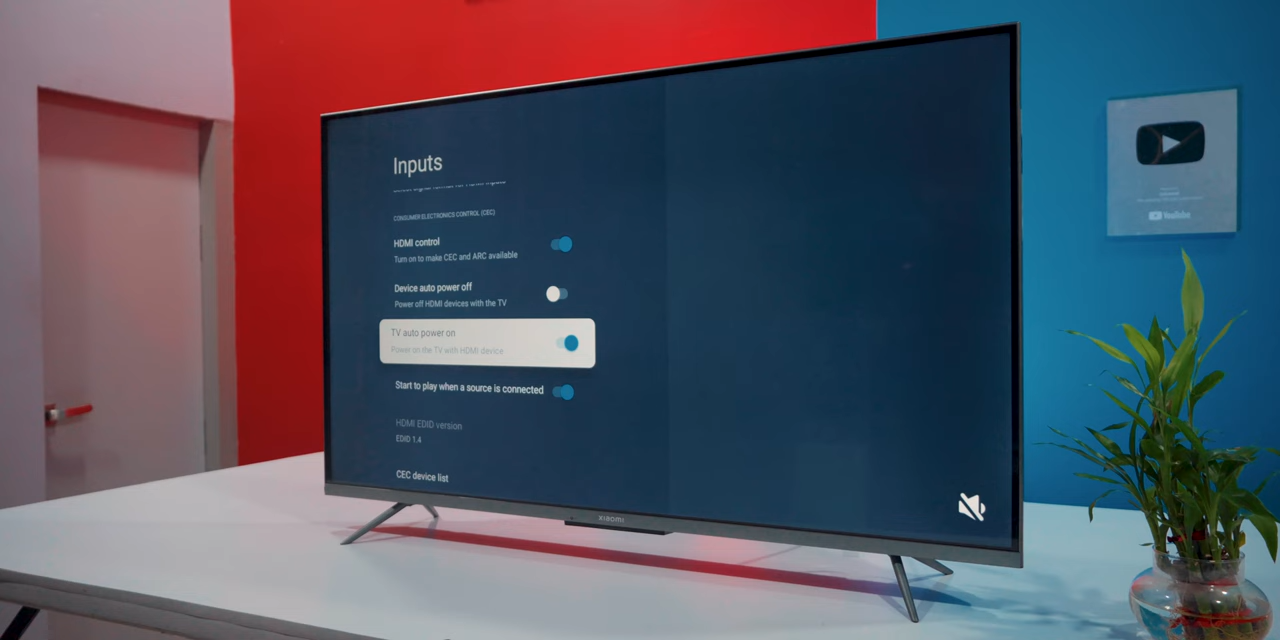 Inputs
CONSUMER ELECTRONICS CONTROL (CEC)
HDMI control
Turn on to make CEC and ARC available
Device auto power off
Power off HDMI devices with the TV
TV auto power on
Power on the TV with HDMI device
Start to play when a source is connected
HDMI EDID version
EDID 1.4
CEC device list
xiaomi
YouTube